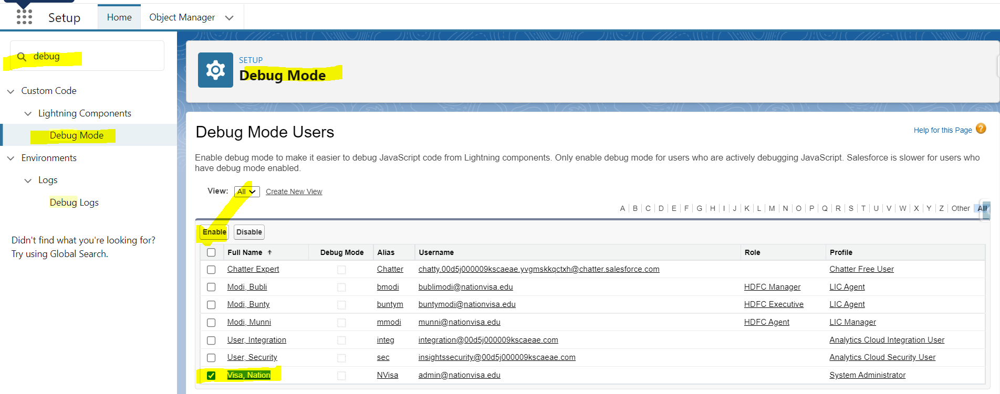 Setup
Home
Object Manager
debug
Custom Code
Lightning Components
Debug Mode
Environments
Logs
Debug Logs
Didn't find what you're looking for?
Try using Global Search.
SETUP
Debug Mode
Debug Mode Users
Help for this Page ?
Enable debug mode to make it easier to debug JavaScript code from Lightning components. Only enable debug mode for users who are actively debugging JavaScript. Salesforce is slower for users who
have debug mode enabled.
View: All Create New View
A B C D E F G H I J K L M N O P Q R S T U V W X Y Z Other All
Enable Disable
Full Name Debug Mode Alias Username Role Profile
Chatter Expert Chatter chatty.00d5j000009kscaeae.yvgmskkqctxh@chatter.salesforce.com Chatter Free User
Modi, Bubli bmodi bublimodi@nationvisa.edu HDFC Manager LIC Agent
Modi, Bunty buntym buntymodi@nationvisa.edu HDFC Executive LIC Agent
Modi, Munni mmodi munni@nationvisa.edu HDFC Agent LIC Manager
User, Integration integ integration@00d5j000009kscaeae.com Analytics Cloud Integration User
User, Security sec insightssecurity@00d5j000009kscaeae.com Analytics Cloud Security User
Visa, Nation NVisa admin@nationvisa.edu System Administrator